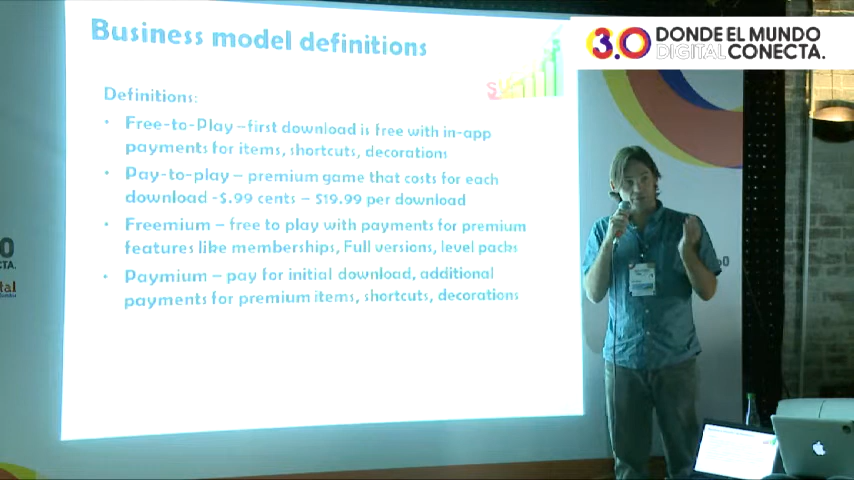 Business model definitions
3.0 DONDE EL MUNDO
DIGITAL CONECTA.
Definitions:
• Free-to-Play –first download is free with in-app
payments for items, shortcuts, decorations
• Pay-to-play – premium game that costs for each
download -$.99 cents – $19.99 per download
• Freemium – free to play with payments for premium
features like memberships, Full versions, level packs
• Paymium – pay for initial download, additional
payments for premium items, shortcuts, decorations